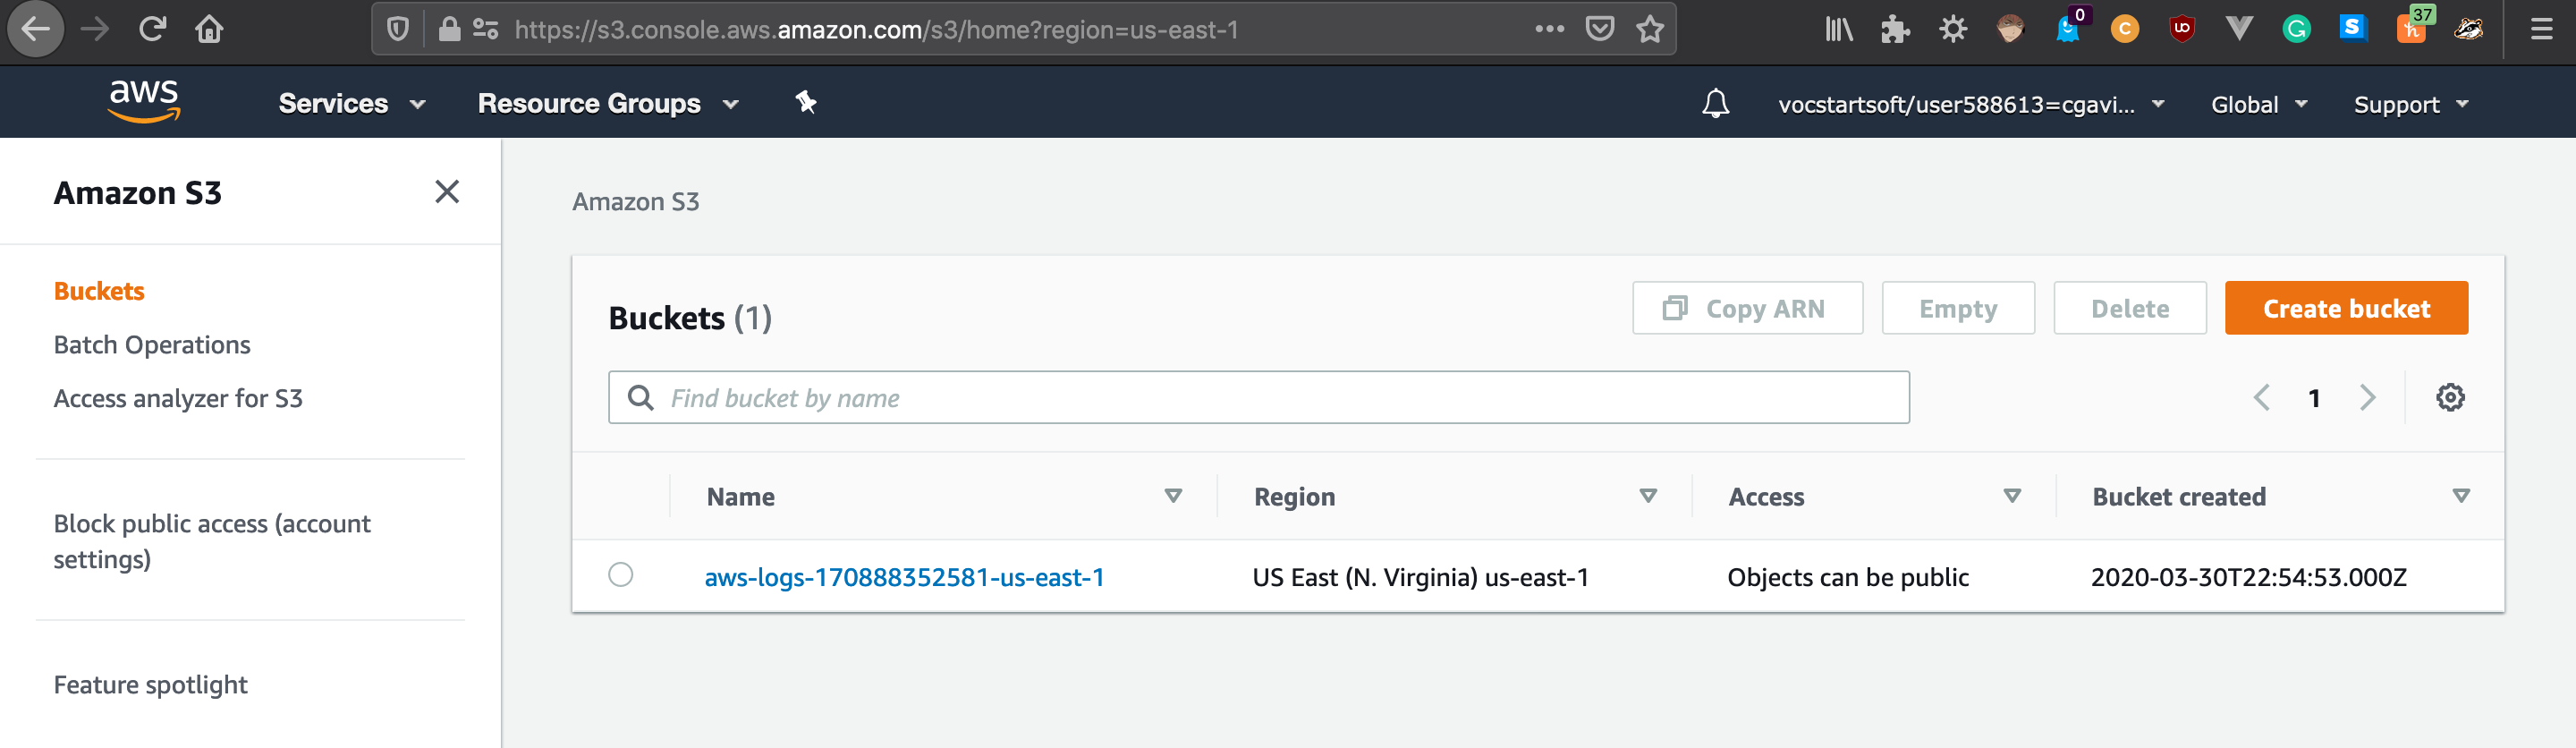 https://s3.console.aws.amazon.com/s3/home?region=us-east-1
0
C
uo
G
S
37
h
aws
Services
Resource Groups
vocstartsoft/user588613=cgavi...
Global
Support
Amazon S3
Buckets
Batch Operations
Access analyzer for S3
Block public access (account
settings)
Feature spotlight
Amazon S3
Buckets (1)
Copy ARN
Empty
Delete
Create bucket
Find bucket by name
1
Name
Region
Access
Bucket created
aws-logs-170888352581-us-east-1
US East (N. Virginia) us-east-1
Objects can be public
2020-03-30T22:54:53.000Z